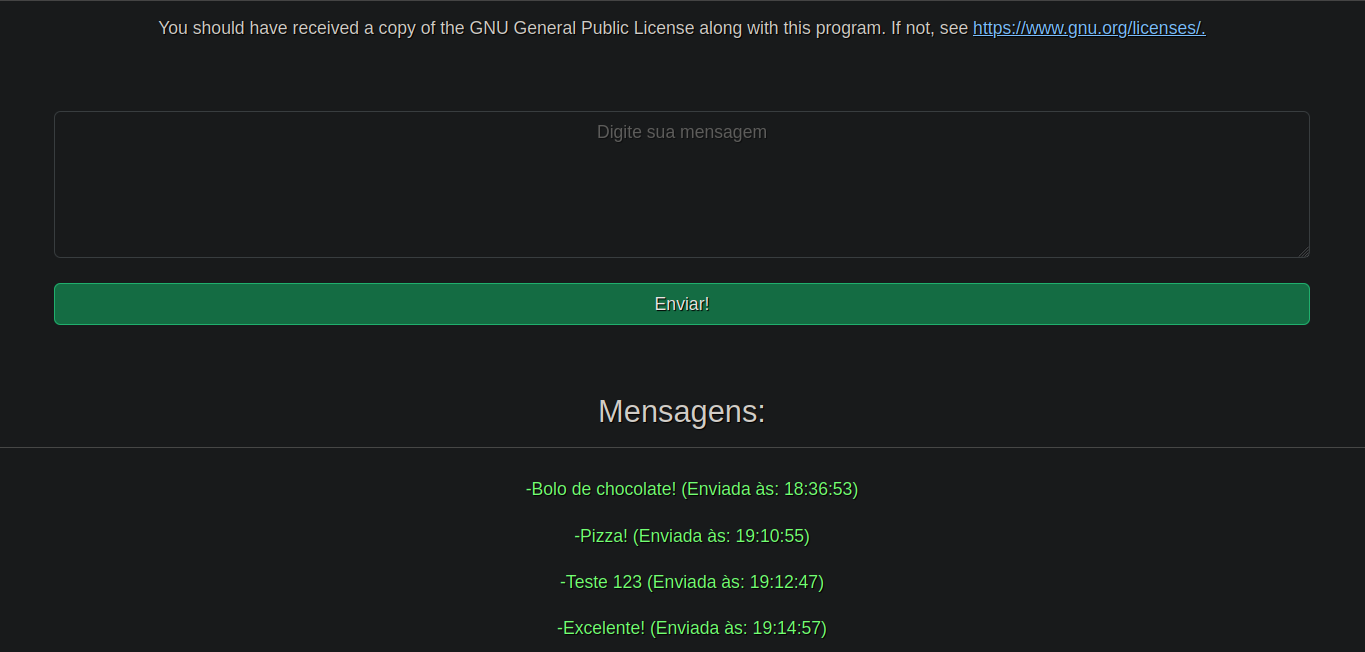 You should have received a copy of the GNU General Public License along with this program. If not, see https://www.gnu.org/licenses/.
Digite sua mensagem
Enviar!
Mensagens:
-Bolo de chocolate! (Enviada às: 18:36:53)
-Pizza! (Enviada às: 19:10:55)
-Teste 123 (Enviada às: 19:12:47)
-Excelente! (Enviada às: 19:14:57)